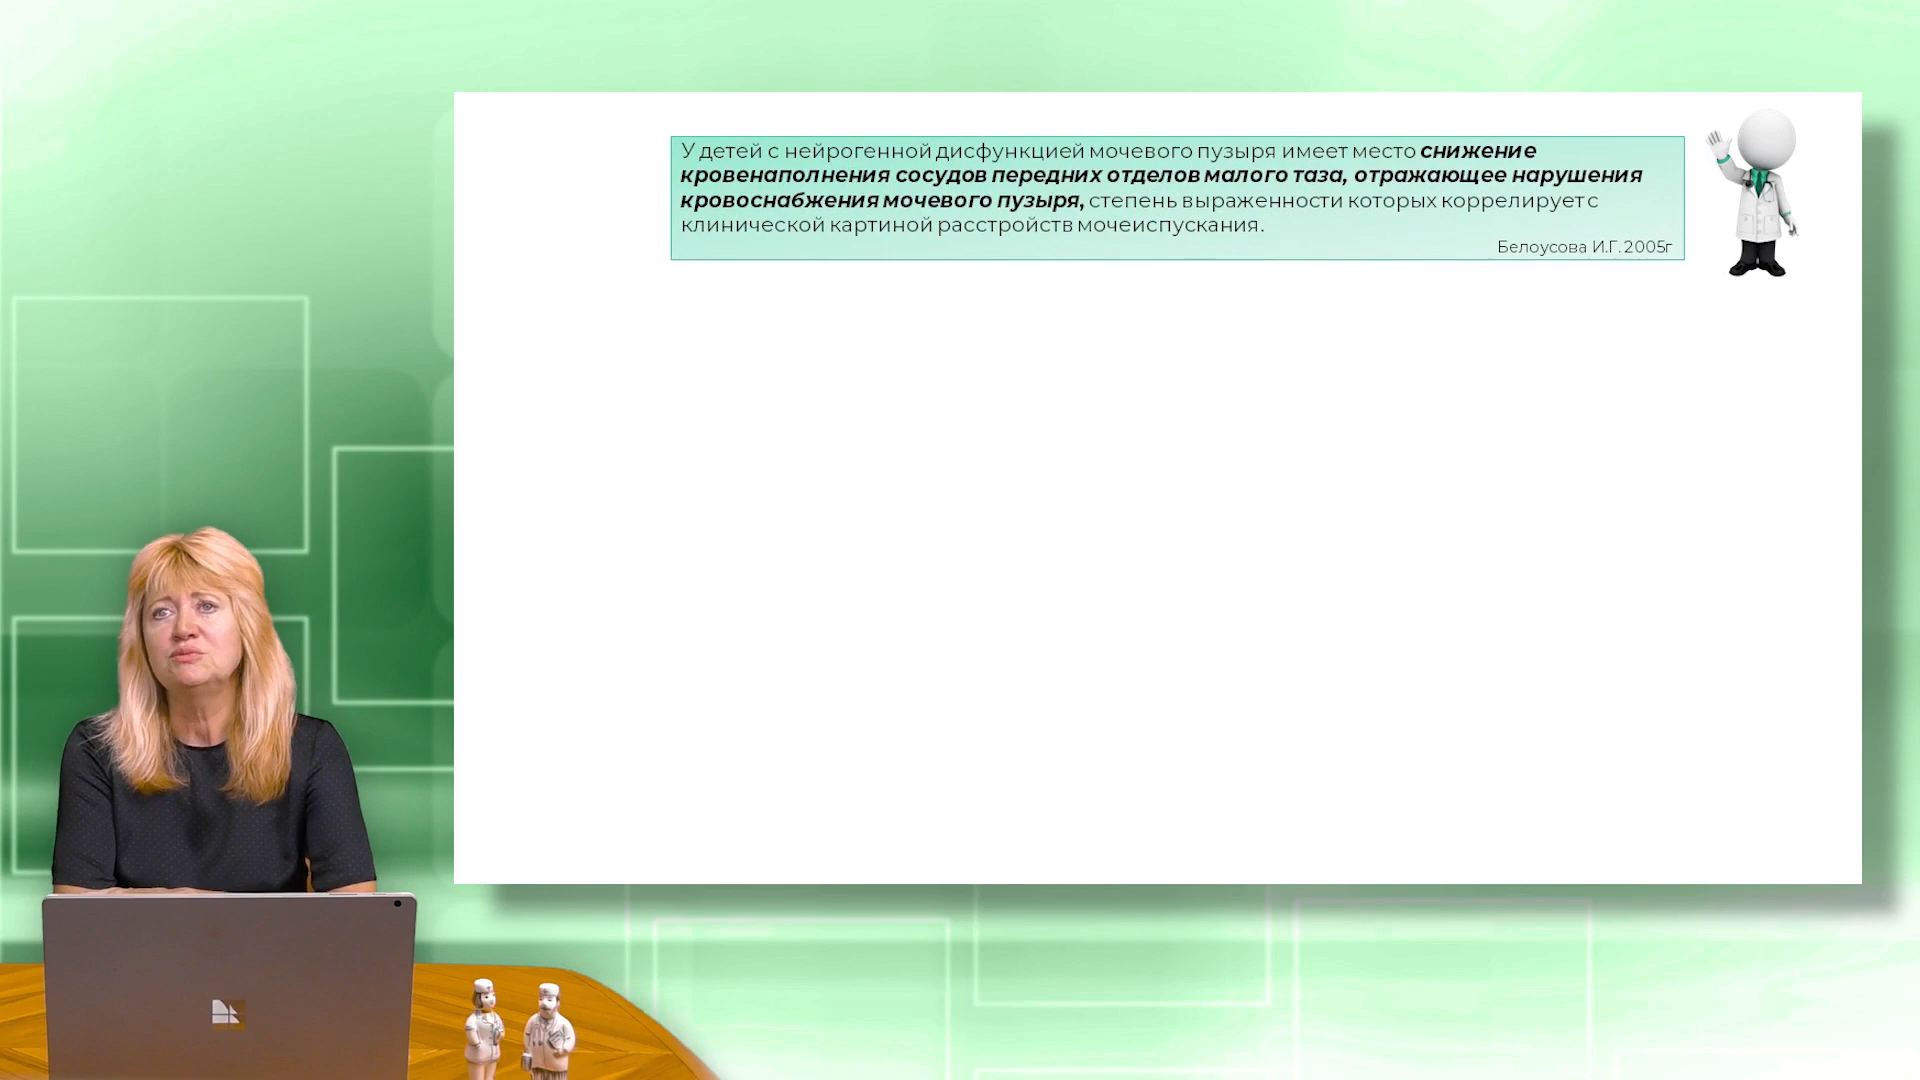 У детей с нейрогенной дисфункцией мочевого пузыря имеет место снижение
кровенаполнения сосудов передних отделов малого таза, отражающее нарушения
кровоснабжения мочевого пузыря, степень выраженности которых коррелирует с
клинической картиной расстройств мочеиспускания.
Белоусова И.Г. 2005г